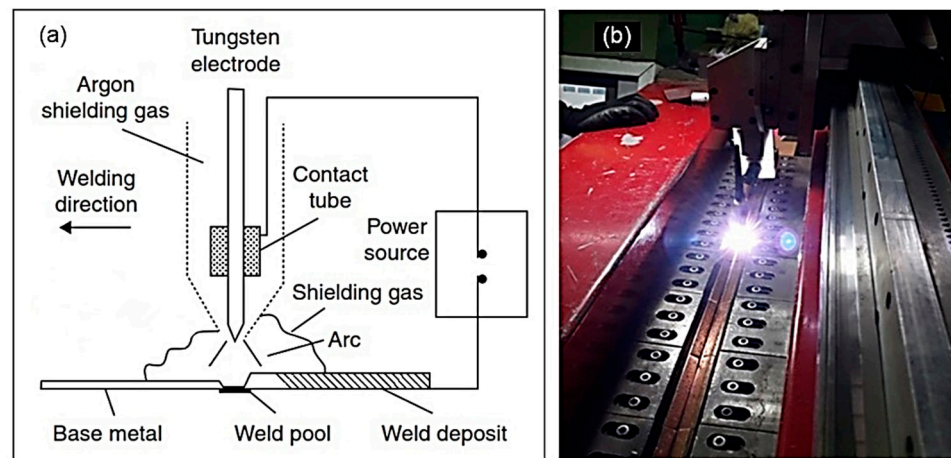 (a)
Tungsten
electrode
Argon
shielding gas
Welding
direction
Contact
tube
Power
source
Shielding gas
Arc
Base metal
Weld pool
Weld deposit
(b)